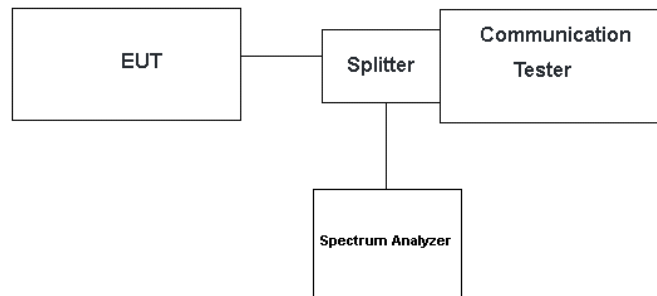 EUT
Splitter
Communication
Tester
Spectrum Analyzer